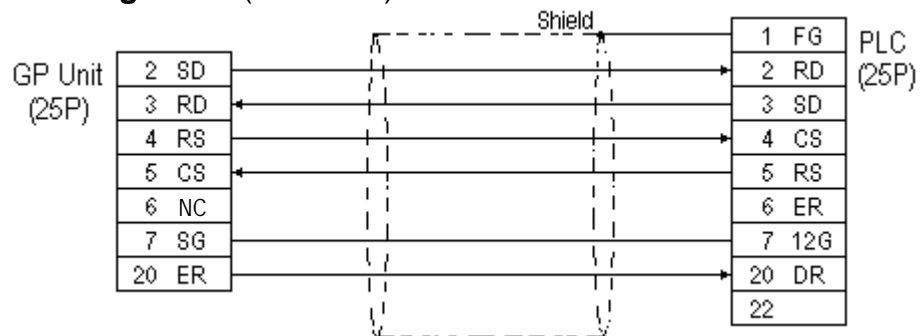 Shield
GP Unit
(25P)
2 SD
3 RD
4 RS
5 CS
6 NC
7 SG
20 ER
1 FG
2 RD
3 SD
4 CS
5 RS
6 ER
7 12G
20 DR
22
PLC
(25P)